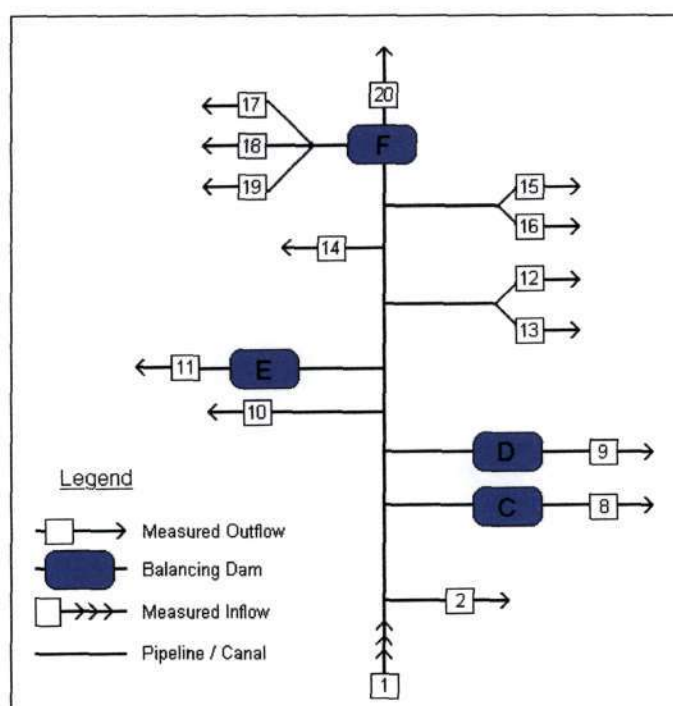 20
17
F
18
19
15
16
14
12
13
11
E
10
D
9
C
8
2
1
Legend
Measured Outflow
Balancing Dam
Measured Inflow
Pipeline / Canal